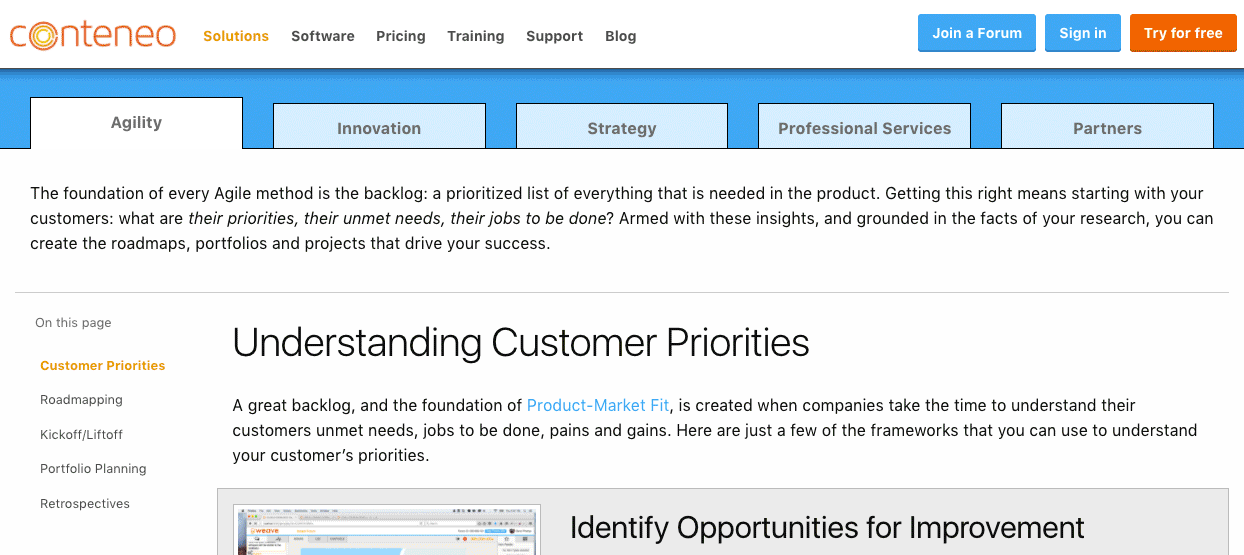 conteneo
Solutions Software Pricing Training Support Blog
Join a Forum Sign in Try for free
Agility Innovation Strategy Professional Services Partners
The foundation of every Agile method is the backlog: a prioritized list of everything that is needed in the product. Getting this right means starting with your
customers: what are their priorities, their unmet needs, their jobs to be done? Armed with these insights, and grounded in the facts of your research, you can
create the roadmaps, portfolios and projects that drive your success.
On this page
Customer Priorities
Roadmapping
Kickoff/Liftoff
Portfolio Planning
Retrospectives
Understanding Customer Priorities
A great backlog, and the foundation of Product-Market Fit, is created when companies take the time to understand their
customers unmet needs, jobs to be done, pains and gains. Here are just a few of the frameworks that you can use to understand
your customer’s priorities.
weave
Identify Opportunities for Improvement